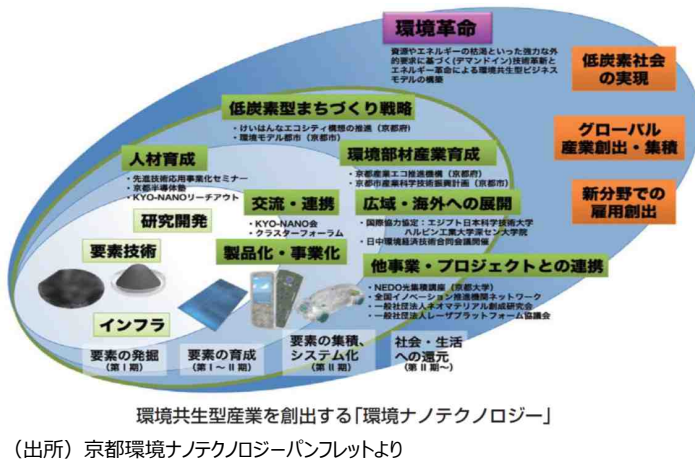 環境革命
資源やエネルギーの枯渇といった強力な外
的要求に基づく(デマンドイン)技術革新と
エネルギー革命による環境共生型ビジネス
モデルの構築
低炭素社会
の実現
グローバル
産業創出・集積
新分野での
雇用創出
低炭素型まちづくり戦略
・けいはんなエコシティ構想の推進(京都府)
・環境モデル都市(京都市)
人材育成
・先進技術応用事業化セミナー
・京都半導体塾
・KYO-NANOリーチアウト
環境部材産業育成
・京都産業エコ推進機構(京都府)
・京都市産業科学技術振興計画(京都市)
交流・連携
・KYO-NANO会
・クラスターフォーラム
広域・海外への展開
・国際協力協定:エジプト日本科学技術大学
ハルビン工業大学深セン大学院
・日中環境経済技術合同会議開催
研究開発
要素技術
製品化・事業化
他事業・プロジェクトとの連携
・NEDO光集積講座(京都大学)
・全国イノベーション推進機関ネットワーク
・一般社団法人ネオマテリアル創成研究会
・一般社団法人レーザプラットフォーム協議会
インフラ
要素の発掘
(第Ⅰ期)
要素の育成
(第Ⅰ~Ⅱ期)
要素の集積、
システム化
(第Ⅱ期)
社会・生活
への還元
(第Ⅱ期~)
環境共生型産業を創出する「環境ナノテクノロジー」
(出所)京都環境ナノテクノロジーパンフレットより